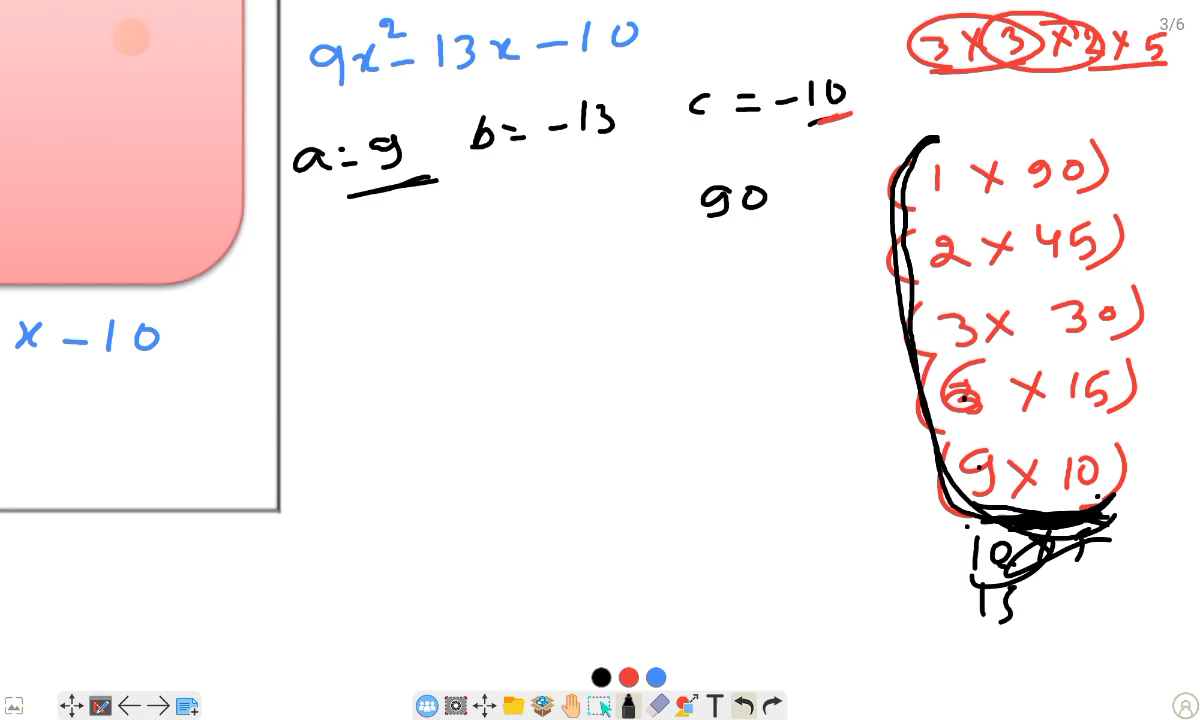 3/6
9x² - 13x - 10
3 x 3 x 2 x 5
a = 9 b = -13 c = -10
90
(1 x 90)
(2 x 45)
(3 x 30)
(6 x 15)
(9 x 10)
10
13
x - 10
T